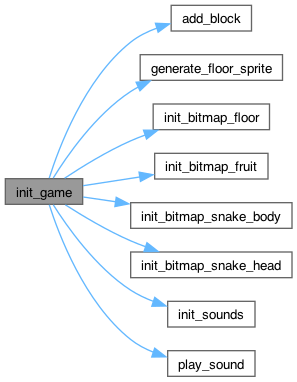 add_block
generate_floor_sprite
init_bitmap_floor
init_bitmap_fruit
init_game
init_bitmap_snake_body
init_bitmap_snake_head
init_sounds
play_sound